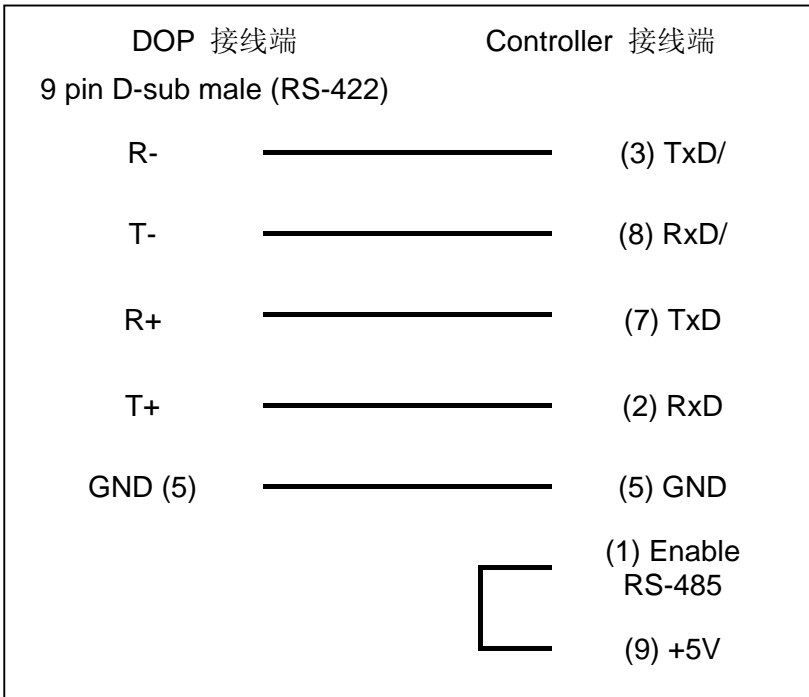 DOP 接线端 Controller 接线端
9 pin D-sub male (RS-422)
R- (3) TxD/
T- (8) RxD/
R+ (7) TxD
T+ (2) RxD
GND (5) (5) GND
(1) Enable
RS-485
(9) +5V